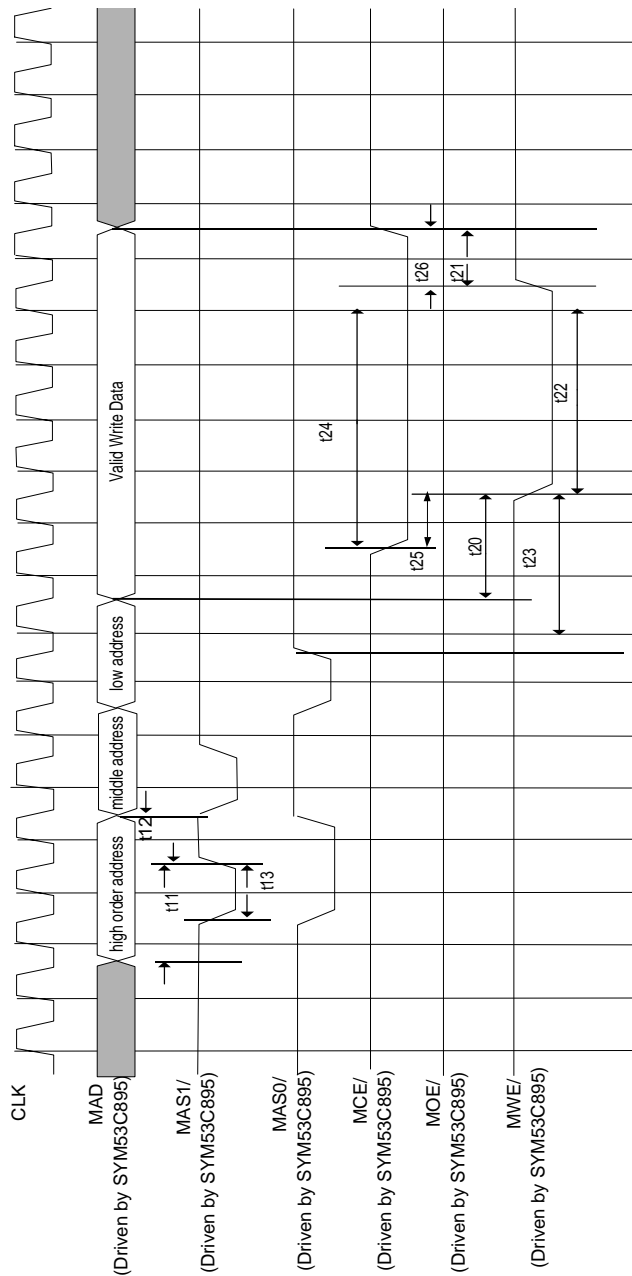 CLK
MAD
(Driven by SYM53C895)
high order address
middle address
low address
Valid Write Data
MAS1/
(Driven by SYM53C895)
MAS0/
(Driven by SYM53C895)
MCE/
(Driven by SYM53C895)
MOE/
(Driven by SYM53C895)
MWE/
(Driven by SYM53C895)
t12
t11
t13
t24
t25
t26
t21
t20
t23
t22